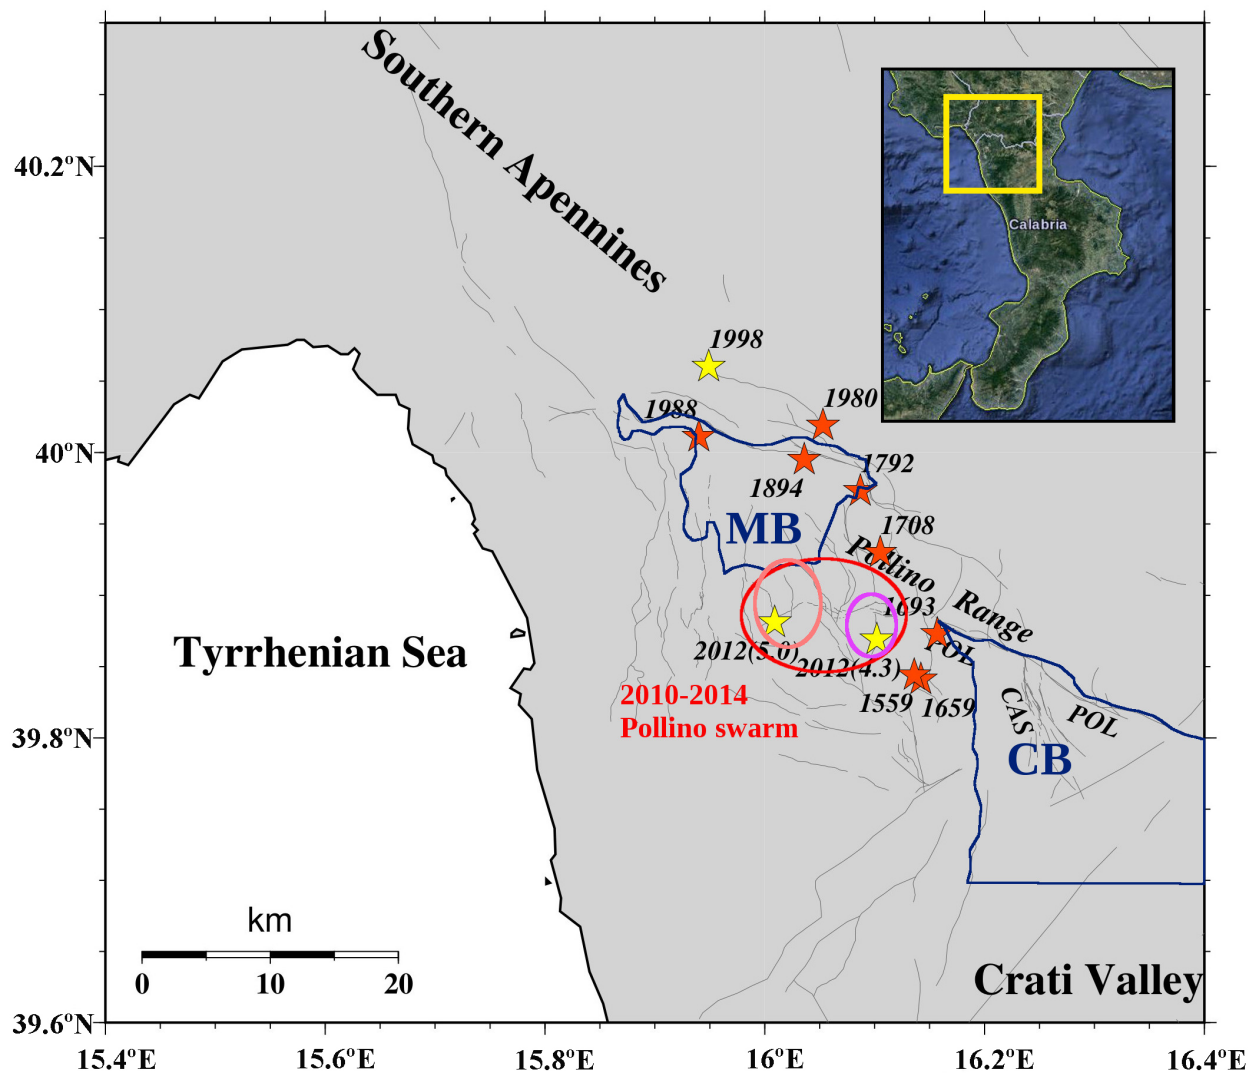 Southern Apennines
40.2°N
Calabria
1998
1980
1988
40°N
1792
1894
MB
1708
Pollino
Range
1693
POL
Tyrrhenian Sea
2012(5.0)
2012(4.3)
2010-2014
Pollino swarm
1559
1659
CAS
POL
39.8°N
CB
km
0
10
20
Crati Valley
39.6°N
15.4°E
15.6°E
15.8°E
16°E
16.2°E
16.4°E